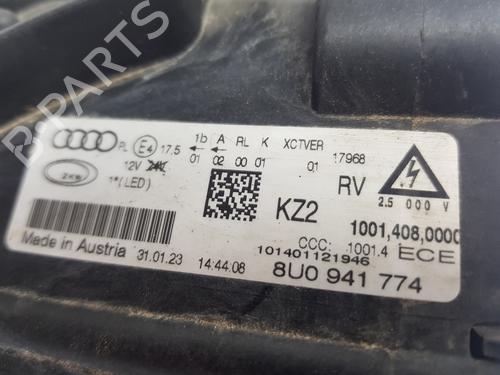 B-PARTS
PL E4 17,5 1b A RL K XCTVER 17968
01 02 00 01 01
12V 24V
ZKW 1*(LED) RV
2.5 000 V
KZ2 1001,408,0000
CCC: 1001.4 ECE
101401121946
Made in Austria 31.01.23 14:44:08 8U0 941 774